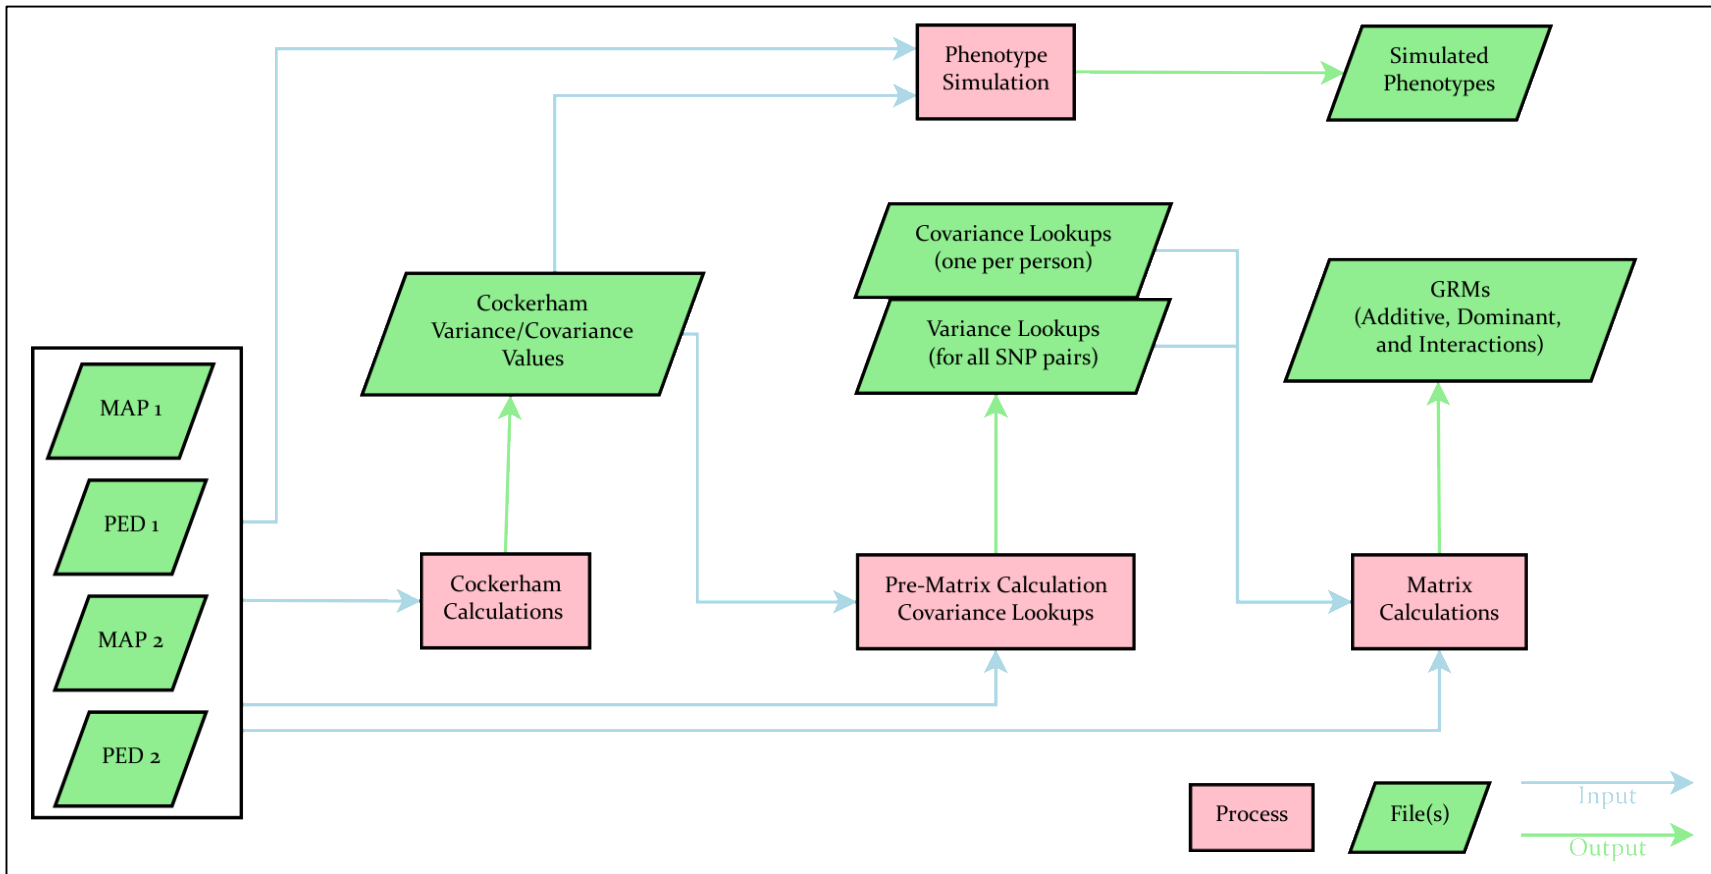 Phenotype
Simulation
Simulated
Phenotypes
Covariance Lookups
(one per person)
Variance Lookups
(for all SNP pairs)
Cockerham
Variance/Covariance
Values
GRMs
(Additive, Dominant,
and Interactions)
MAP 1
PED 1
MAP 2
PED 2
Cockerham
Calculations
Pre-Matrix Calculation
Covariance Lookups
Matrix
Calculations
Process
File(s)
Input
Output